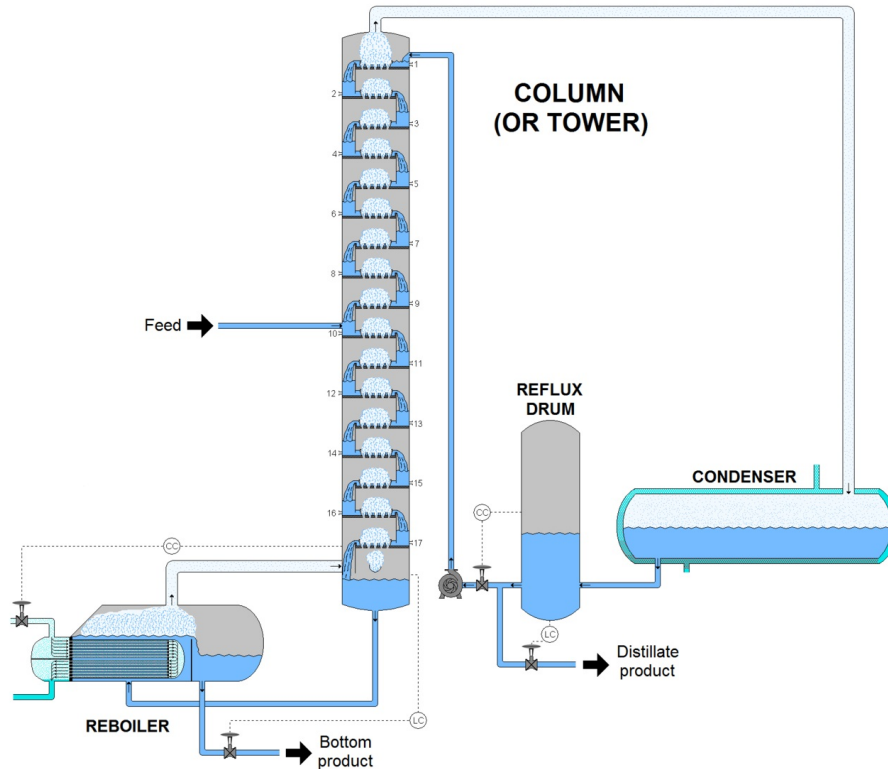 COLUMN
(OR TOWER)
1
2
3
4
5
6
7
8
9
Feed
10
11
12
13
14
15
16
17
REFLUX
DRUM
CONDENSER
CC
CC
LC
Distillate
product
REBOILER
LC
Bottom
product